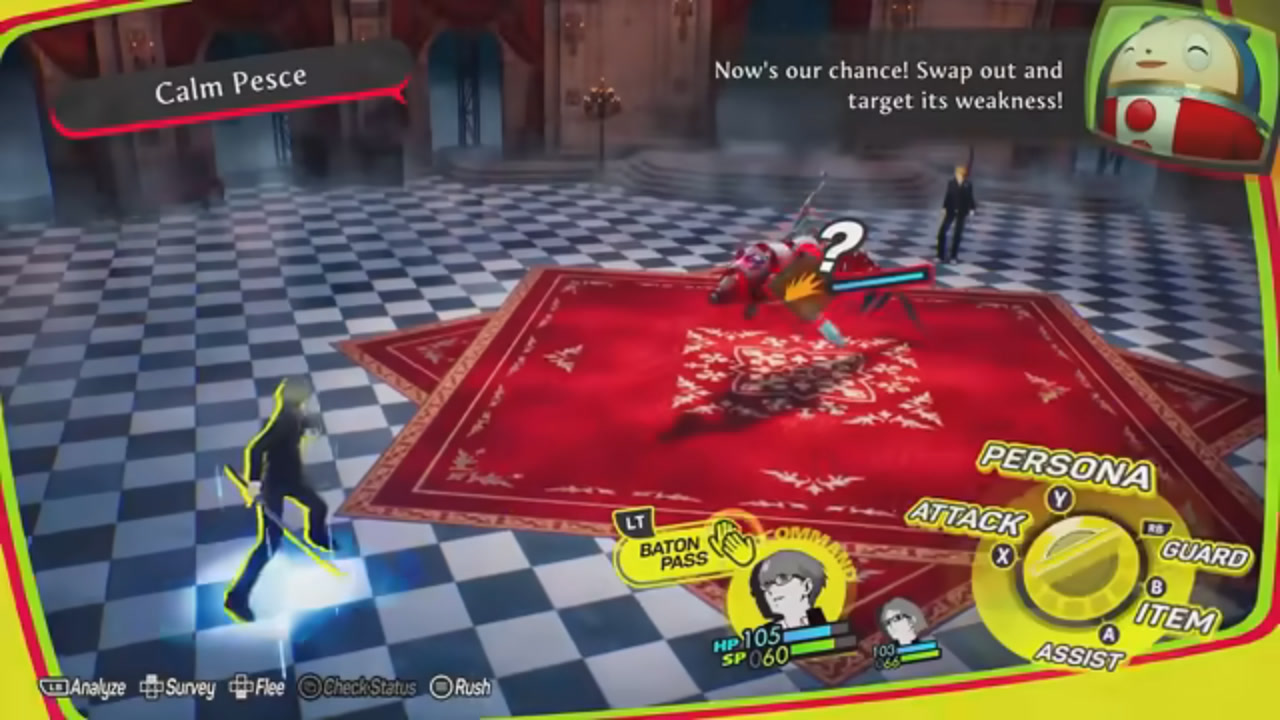 Calm Pesce
Now's our chance! Swap out and
target its weakness!
?
PERSONA
Y
ATTACK
X
RB
GUARD
B
ITEM
A
ASSIST
LT
BATON
PASS
COMMAND
HP 105
SP 060
103
066
LB Analyze
Survey
Flee
Check Status
Rush